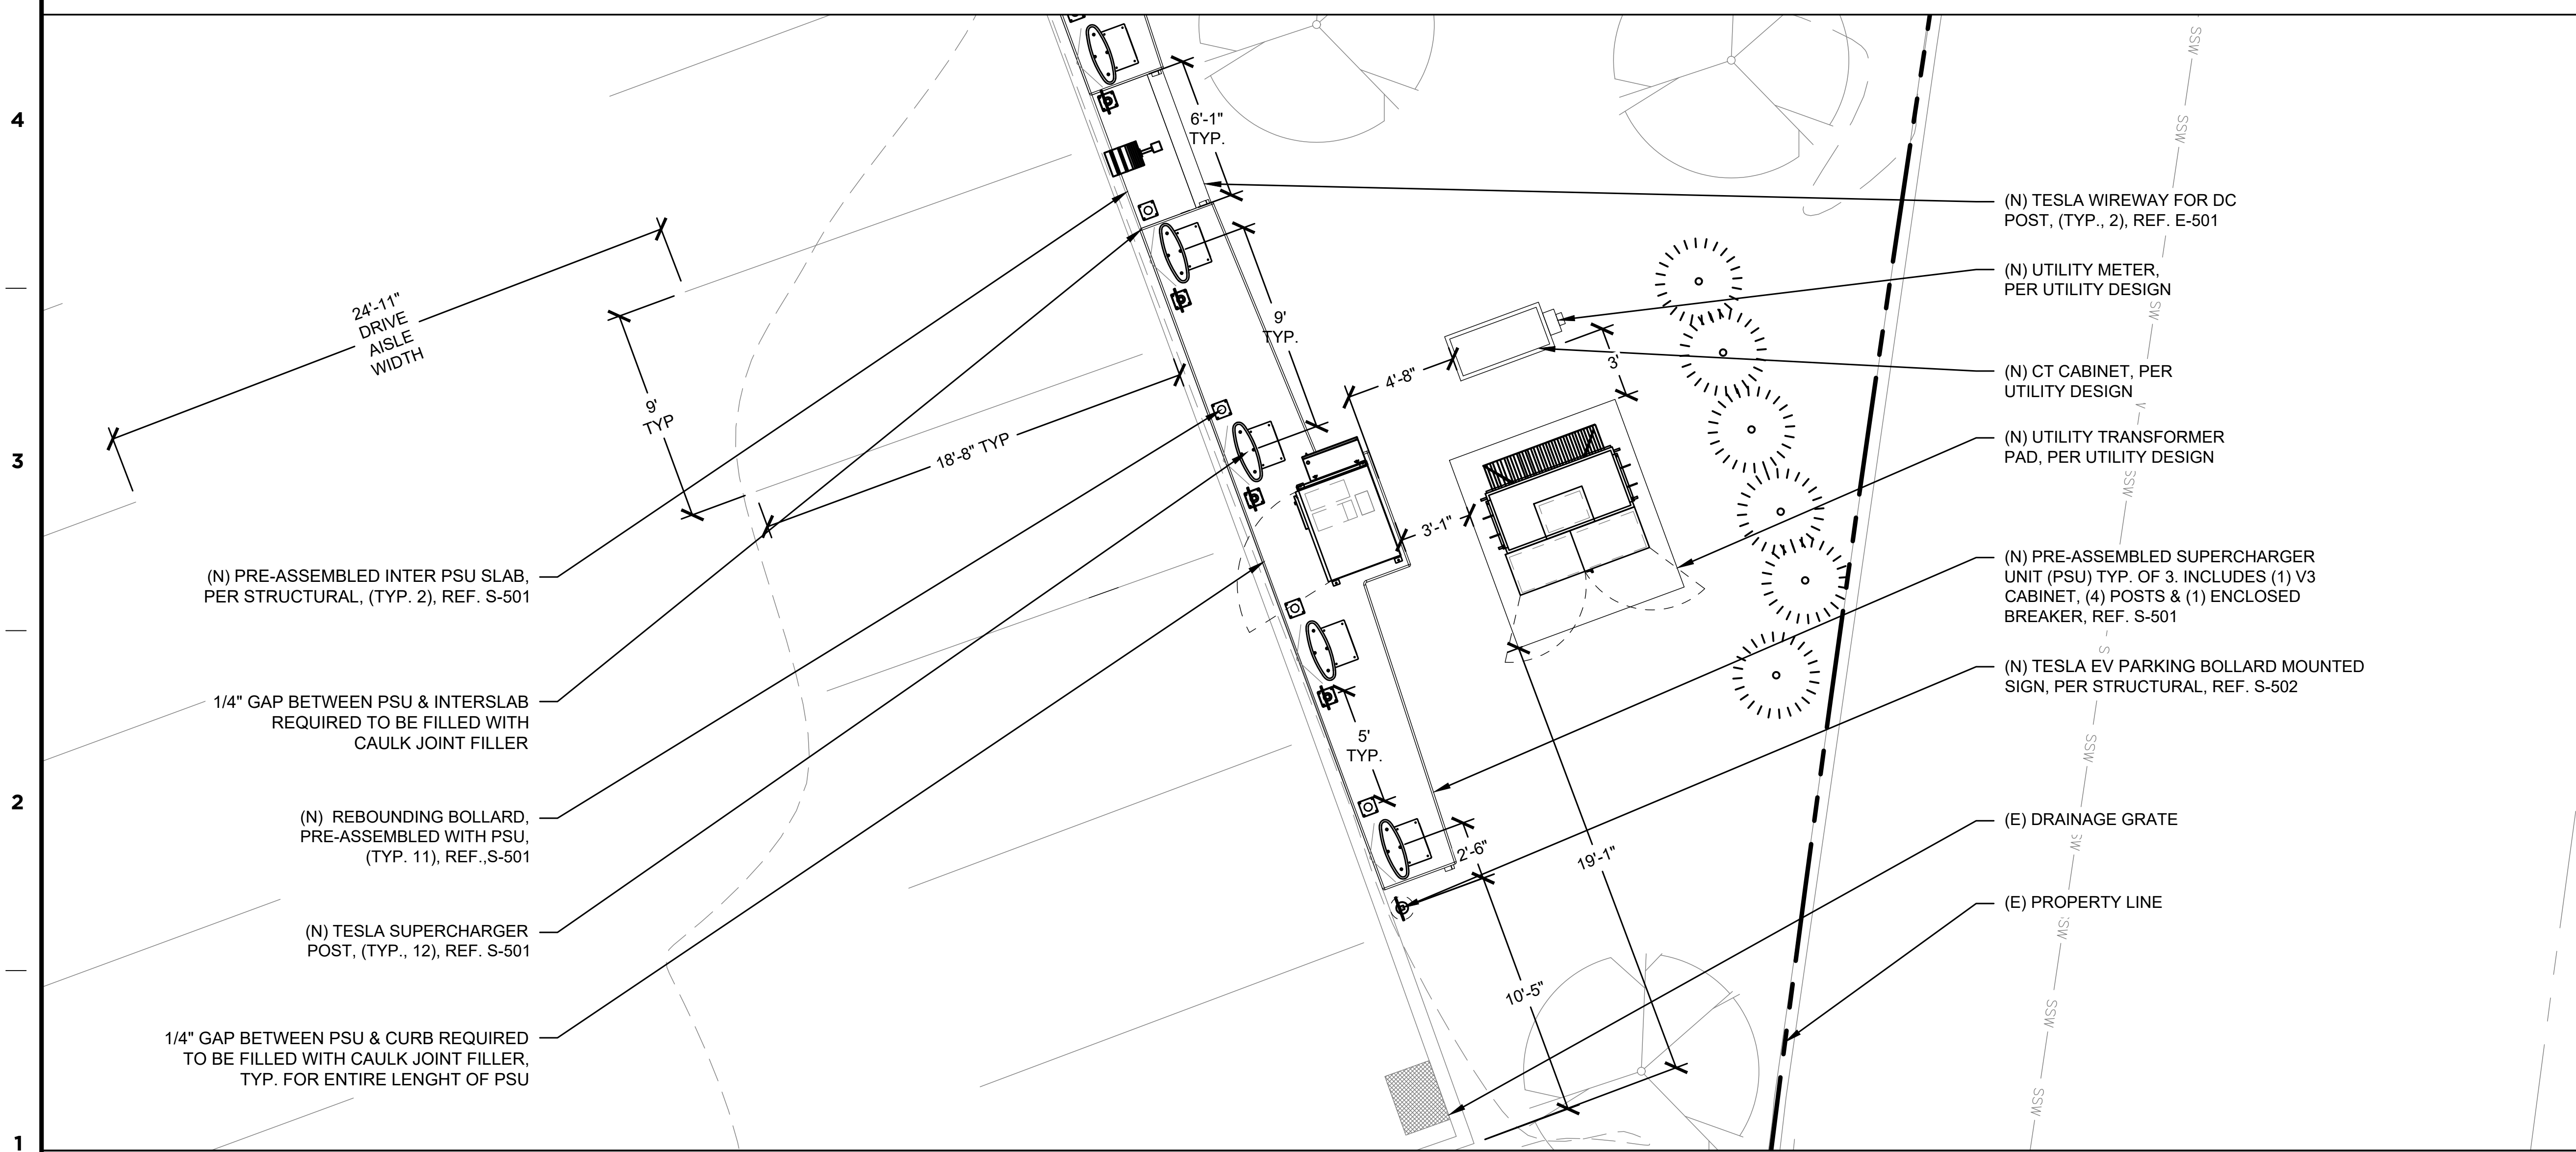 4
3
2
1
24'-11"
DRIVE
AISLE
WIDTH
9'
TYP
18'-8" TYP
6'-1"
TYP.
9'
TYP.
4'-8"
3'
3'-1"
5'
TYP.
2'-6"
19'-1"
10'-5"
(N) PRE-ASSEMBLED INTER PSU SLAB,
PER STRUCTURAL, (TYP. 2), REF. S-501
1/4" GAP BETWEEN PSU & INTERSLAB
REQUIRED TO BE FILLED WITH
CAULK JOINT FILLER
(N) REBOUNDING BOLLARD,
PRE-ASSEMBLED WITH PSU,
(TYP. 11), REF.,S-501
(N) TESLA SUPERCHARGER
POST, (TYP., 12), REF. S-501
1/4" GAP BETWEEN PSU & CURB REQUIRED
TO BE FILLED WITH CAULK JOINT FILLER,
TYP. FOR ENTIRE LENGHT OF PSU
(N) TESLA WIREWAY FOR DC
POST, (TYP., 2), REF. E-501
(N) UTILITY METER,
PER UTILITY DESIGN
(N) CT CABINET, PER
UTILITY DESIGN
(N) UTILITY TRANSFORMER
PAD, PER UTILITY DESIGN
(N) PRE-ASSEMBLED SUPERCHARGER
UNIT (PSU) TYP. OF 3. INCLUDES (1) V3
CABINET, (4) POSTS & (1) ENCLOSED
BREAKER, REF. S-501
(N) TESLA EV PARKING BOLLARD MOUNTED
SIGN, PER STRUCTURAL, REF. S-502
(E) DRAINAGE GRATE
(E) PROPERTY LINE
SSW
SSW
SSW
SSW
SSW
SSW
SSW
SSW
SSW